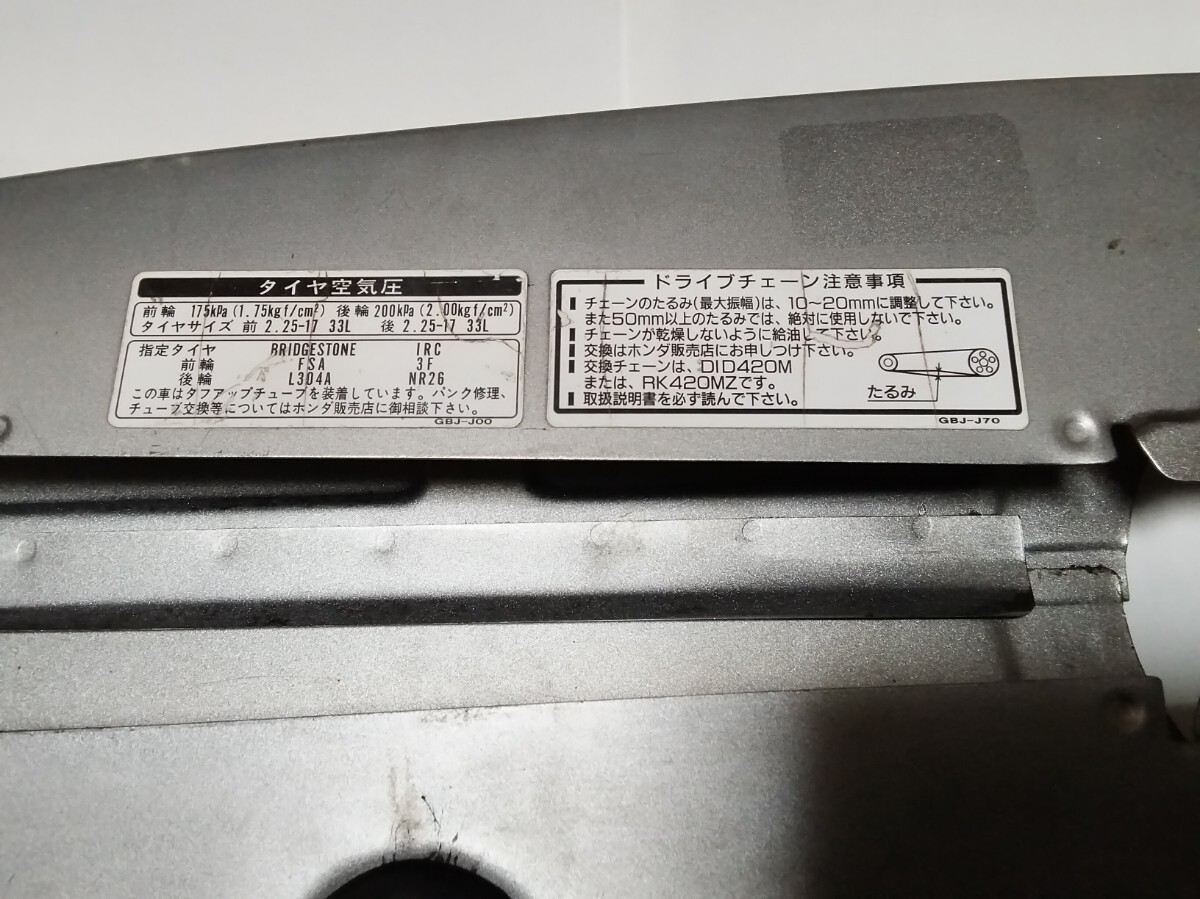 タイヤ空気圧
前輪 175kPa (1.75kgf/cm²) 後輪 200kPa (2.00kgf/cm²)
タイヤサイズ 前 2.25-17 33L 後 2.25-17 33L
指定タイヤ BRIDGESTONE IRC
前輪 FSA 3F
後輪 L304A NR26
この車はタフアップチューブを装着しています。パンク修理、
チューブ交換等についてはホンダ販売店に御相談下さい。
GBJ-J00
ドライブチェーン注意事項
チェーンのたるみ(最大振幅)は、10～20mmに調整して下さい。
また50mm以上のたるみでは、絶対に使用しないで下さい。
チェーンが乾燥しないように給油して下さい。
交換はホンダ販売店にお申しつけ下さい。
交換チェーンは、DID420M
または、RK420MZです。
取扱説明書を必ず読んで下さい。
たるみ
GBJ-J70